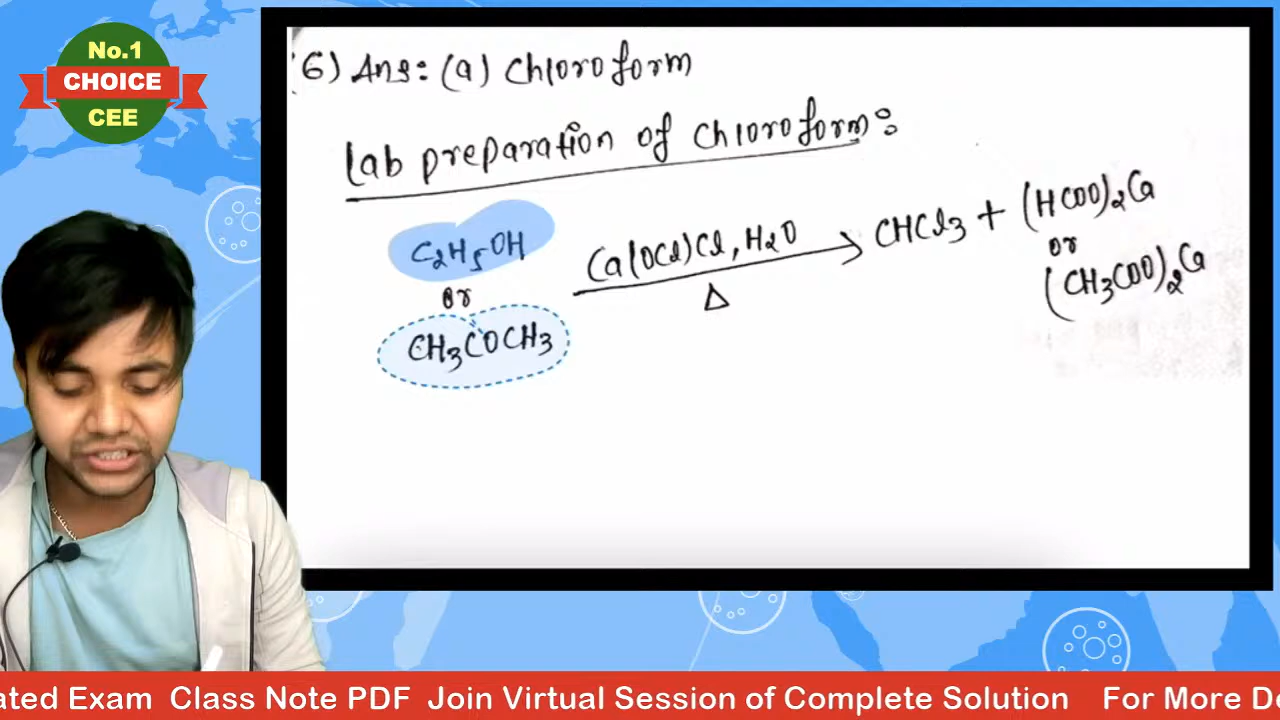 No.1
CHOICE
CEE
6) Ans: (a) Chloroform
Lab preparation of Chloroform:
C2H5OH
or
CH3COCH3
Ca(OCl)Cl, H2O
Δ
CHCl3 + (HCOO)2Ca
or
(CH3COO)2Ca
ated Exam Class Note PDF Join Virtual Session of Complete Solution For More D